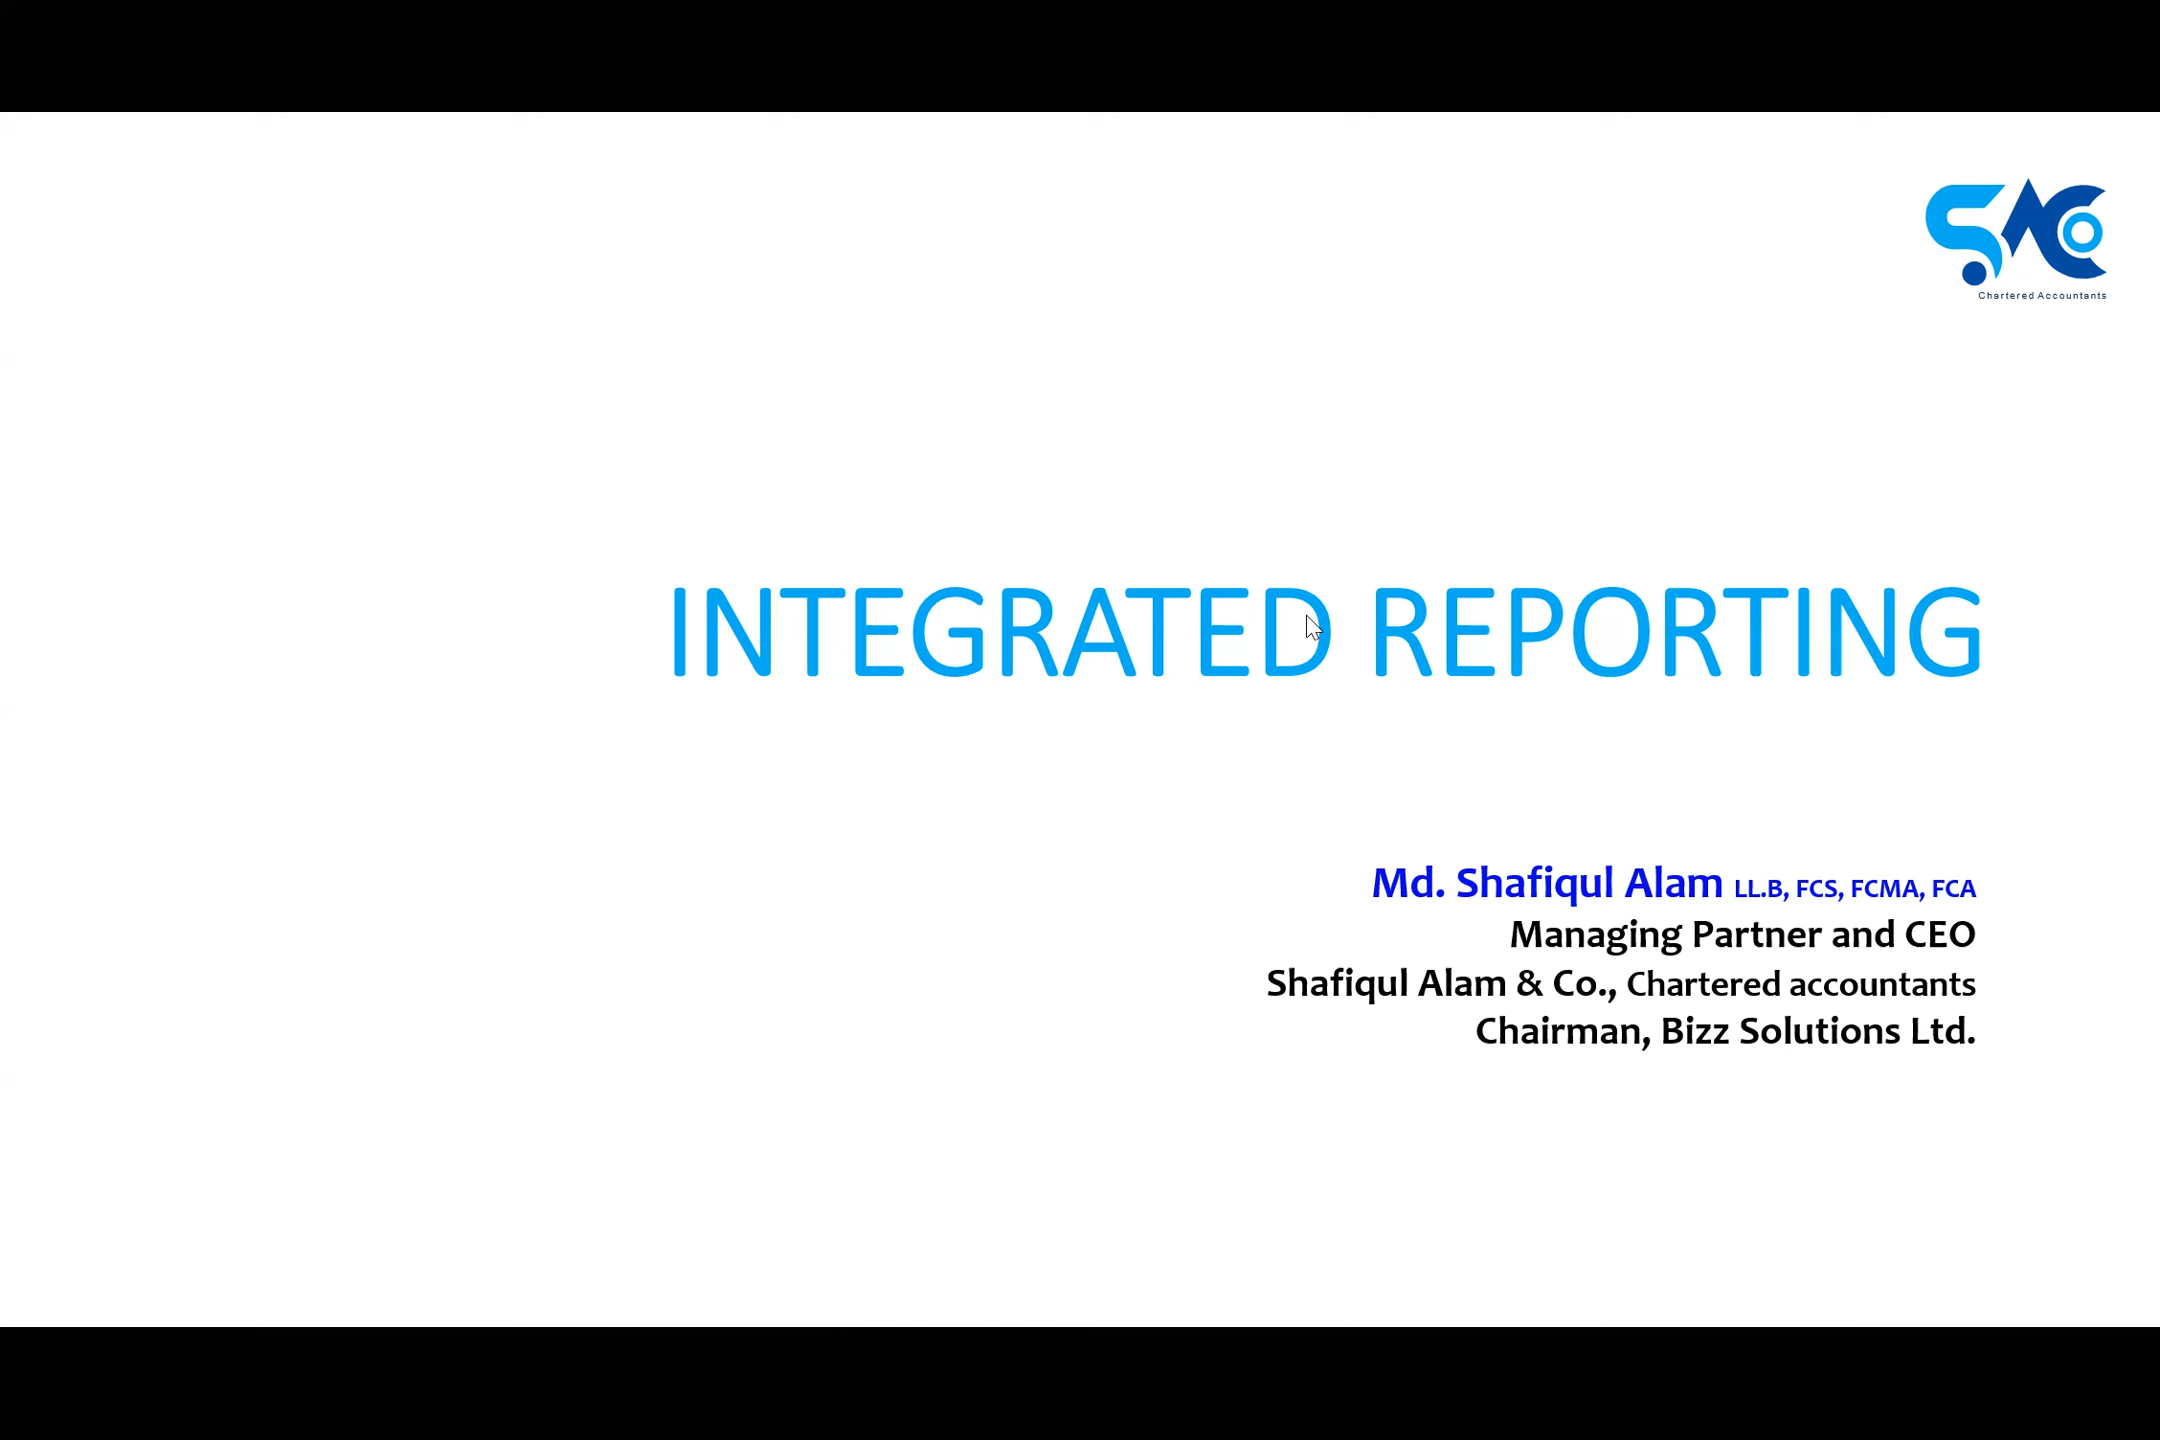 SACo
Chartered Accountants
INTEGRATED REPORTING
Md. Shafiqul Alam LL.B, FCS, FCMA, FCA
Managing Partner and CEO
Shafiqul Alam & Co., Chartered accountants
Chairman, Bizz Solutions Ltd.